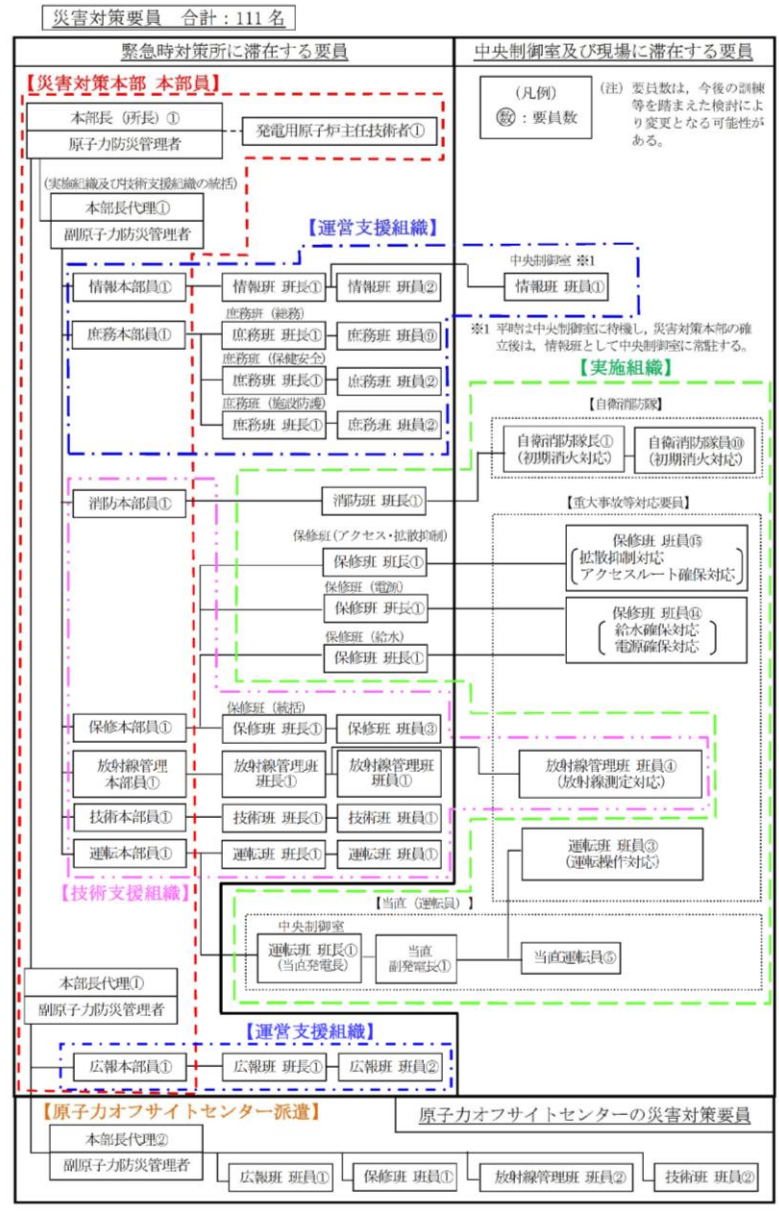 災害対策要員 合計：111 名
緊急時対策所に滞在する要員
中央制御室及び現場に滞在する要員
【災害対策本部 本部員】
本部長（所長）①
原子力防災管理者
発電用原子炉主任技術者①
（凡例）
㊙：要員数
（注） 要員数は，今後の訓練
等を踏まえた検討によ
り変更となる可能性が
ある。
(実施組織及び技術支援組織の統括)
本部長代理①
副原子力防災管理者
【運営支援組織】
中央制御室 ※1
情報本部員①
情報班 班長①
情報班 班員②
情報班 班員①
庶務班（総務）
庶務本部員①
庶務班 班長①
庶務班 班員⑨
※1 平時は中央制御室に待機し，災害対策本部の確
立後は，情報班として中央制御室に常駐する。
庶務班（保健安全）
庶務班 班長①
庶務班 班員②
【実施組織】
庶務班（施設防護）
庶務班 班長①
庶務班 班員②
【自衛消防隊】
自衛消防隊長①
（初期消火対応）
自衛消防隊員⑩
（初期消火対応）
消防本部員①
消防班 班長①
【重大事故等対応要員】
保修班(アクセス・拡散抑制)
保修班 班長①
保修班 班員⑮
拡散抑制対応
アクセスルート確保対応
保修班（電源）
保修班 班長①
保修班 班員⑭
給水確保対応
電源確保対応
保修班（給水）
保修班 班長①
保修班（統括）
保修本部員①
保修班 班長①
保修班 班員③
放射線管理
本部員①
放射線管理班
班長①
放射線管理班
班員①
放射線管理班 班員④
（放射線測定対応）
技術本部員①
技術班 班長①
技術班 班員①
運転本部員①
運転班 班長①
運転班 班員①
運転班 班員③
（運転操作対応）
【技術支援組織】
【当直（運転員）】
中央制御室
運転班 班長①
（当直発電長）
当直
副発電長①
当直運転員⑤
本部長代理①
副原子力防災管理者
【運営支援組織】
広報本部員①
広報班 班長①
広報班 班員②
【原子力オフサイトセンター派遣】
原子力オフサイトセンターの災害対策要員
本部長代理②
副原子力防災管理者
広報班 班員①
保修班 班員①
放射線管理班 班員②
技術班 班員②